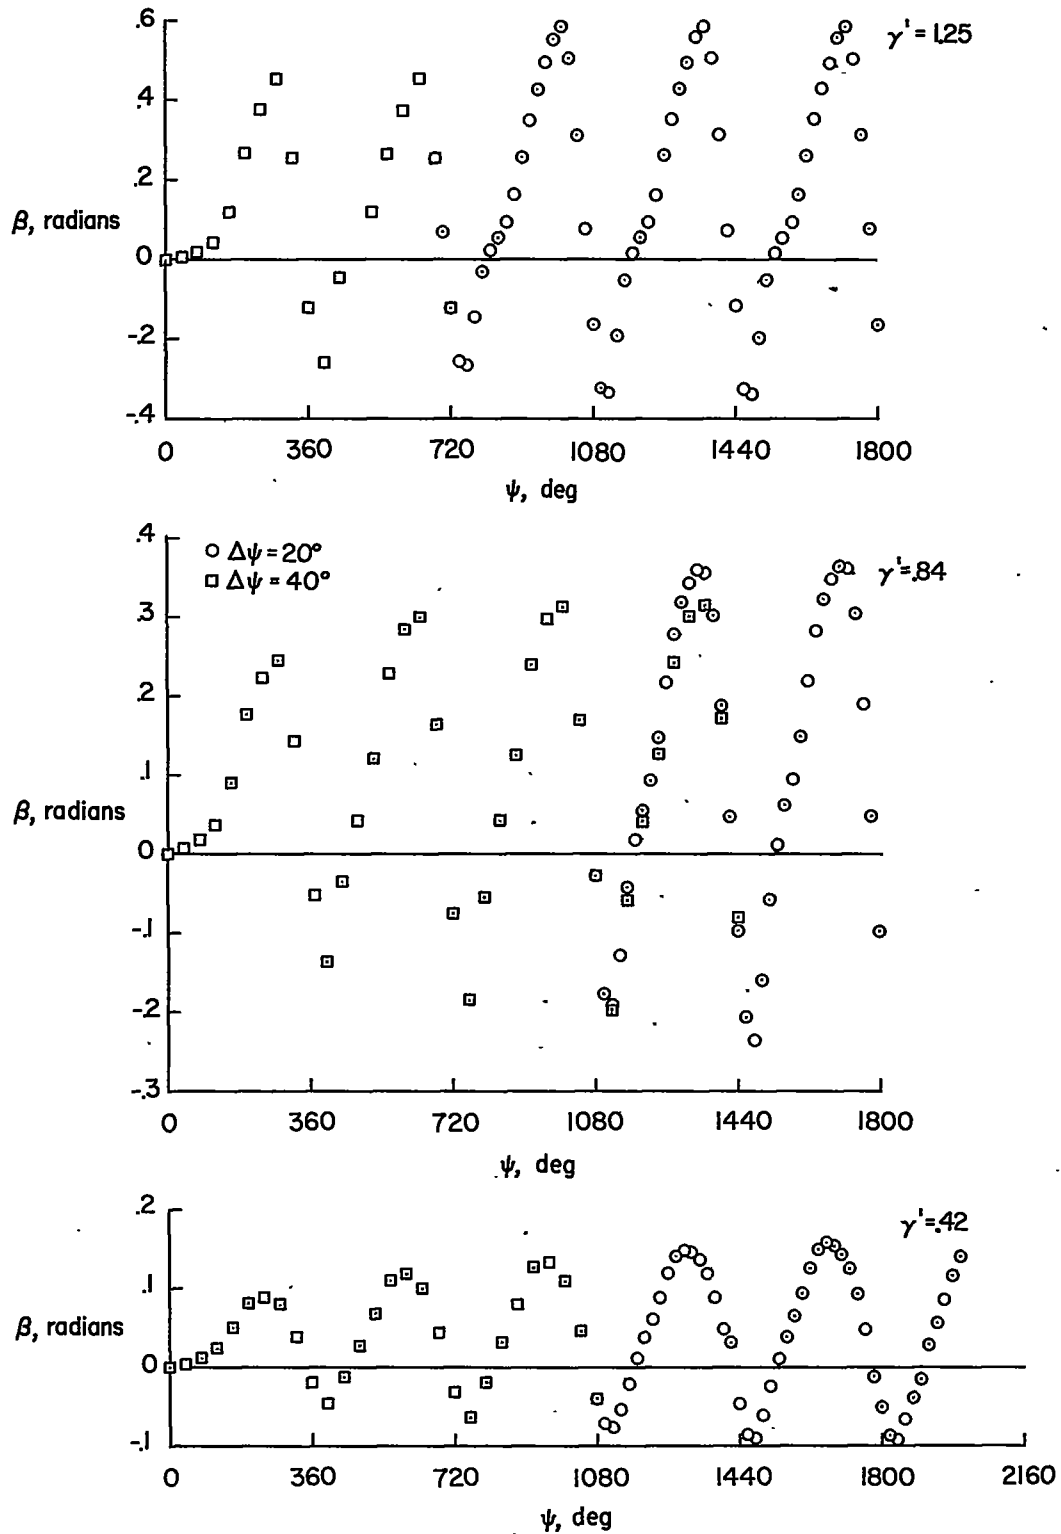 .6
γ' = 1.25
.4
.2
β, radians
0
-.2
-.4
0 360 720 1080 1440 1800
ψ, deg
.4
○ Δψ = 20°
□ Δψ = 40°
γ' = .84
.3
.2
.1
β, radians
0
-.1
-.2
-.3
0 360 720 1080 1440 1800
ψ, deg
.2
γ' = .42
.1
β, radians
0
-.1
0 360 720 1080 1440 1800 2160
ψ, deg